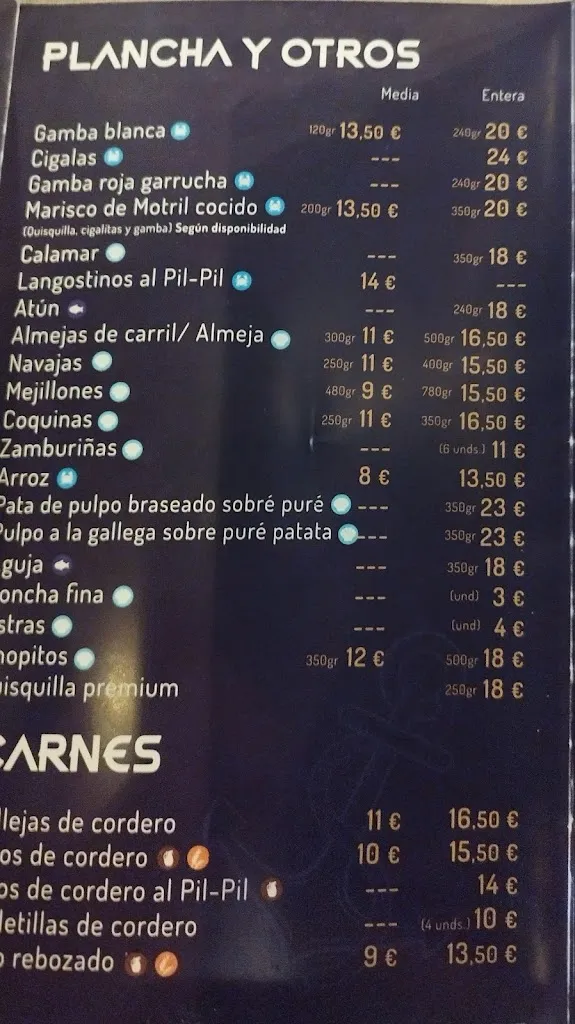 PLANCHA Y OTROS
Media Entera
Gamba blanca 120gr 13,50 € 240gr 20 €
Cigalas --- 24 €
Gamba roja garrucha --- 240gr 20 €
Marisco de Motril cocido 200gr 13,50 € 350gr 20 €
(Quisquilla, cigalitas y gamba) Según disponibilidad
Calamar --- 350gr 18 €
Langostinos al Pil-Pil 14 € ---
Atún --- 240gr 18 €
Almejas de carril/ Almeja 300gr 11 € 500gr 16,50 €
Navajas 250gr 11 € 400gr 15,50 €
Mejillones 480gr 9 € 780gr 15,50 €
Coquinas 250gr 11 € 350gr 16,50 €
Zamburiñas --- (6 unds.) 11 €
Arroz 8 € 13,50 €
Pata de pulpo braseado sobré puré --- 350gr 23 €
Pulpo a la gallega sobre puré patata --- 350gr 23 €
guja --- 350gr 18 €
oncha fina --- (und) 3 €
stras --- (und) 4 €
hopitos 350gr 12 € 500gr 18 €
uisquilla premium 250gr 18 €
CARNES
llejas de cordero 11 € 16,50 €
os de cordero 10 € 15,50 €
os de cordero al Pil-Pil --- 14 €
letillas de cordero --- (4 unds.) 10 €
o rebozado 9 € 13,50 €